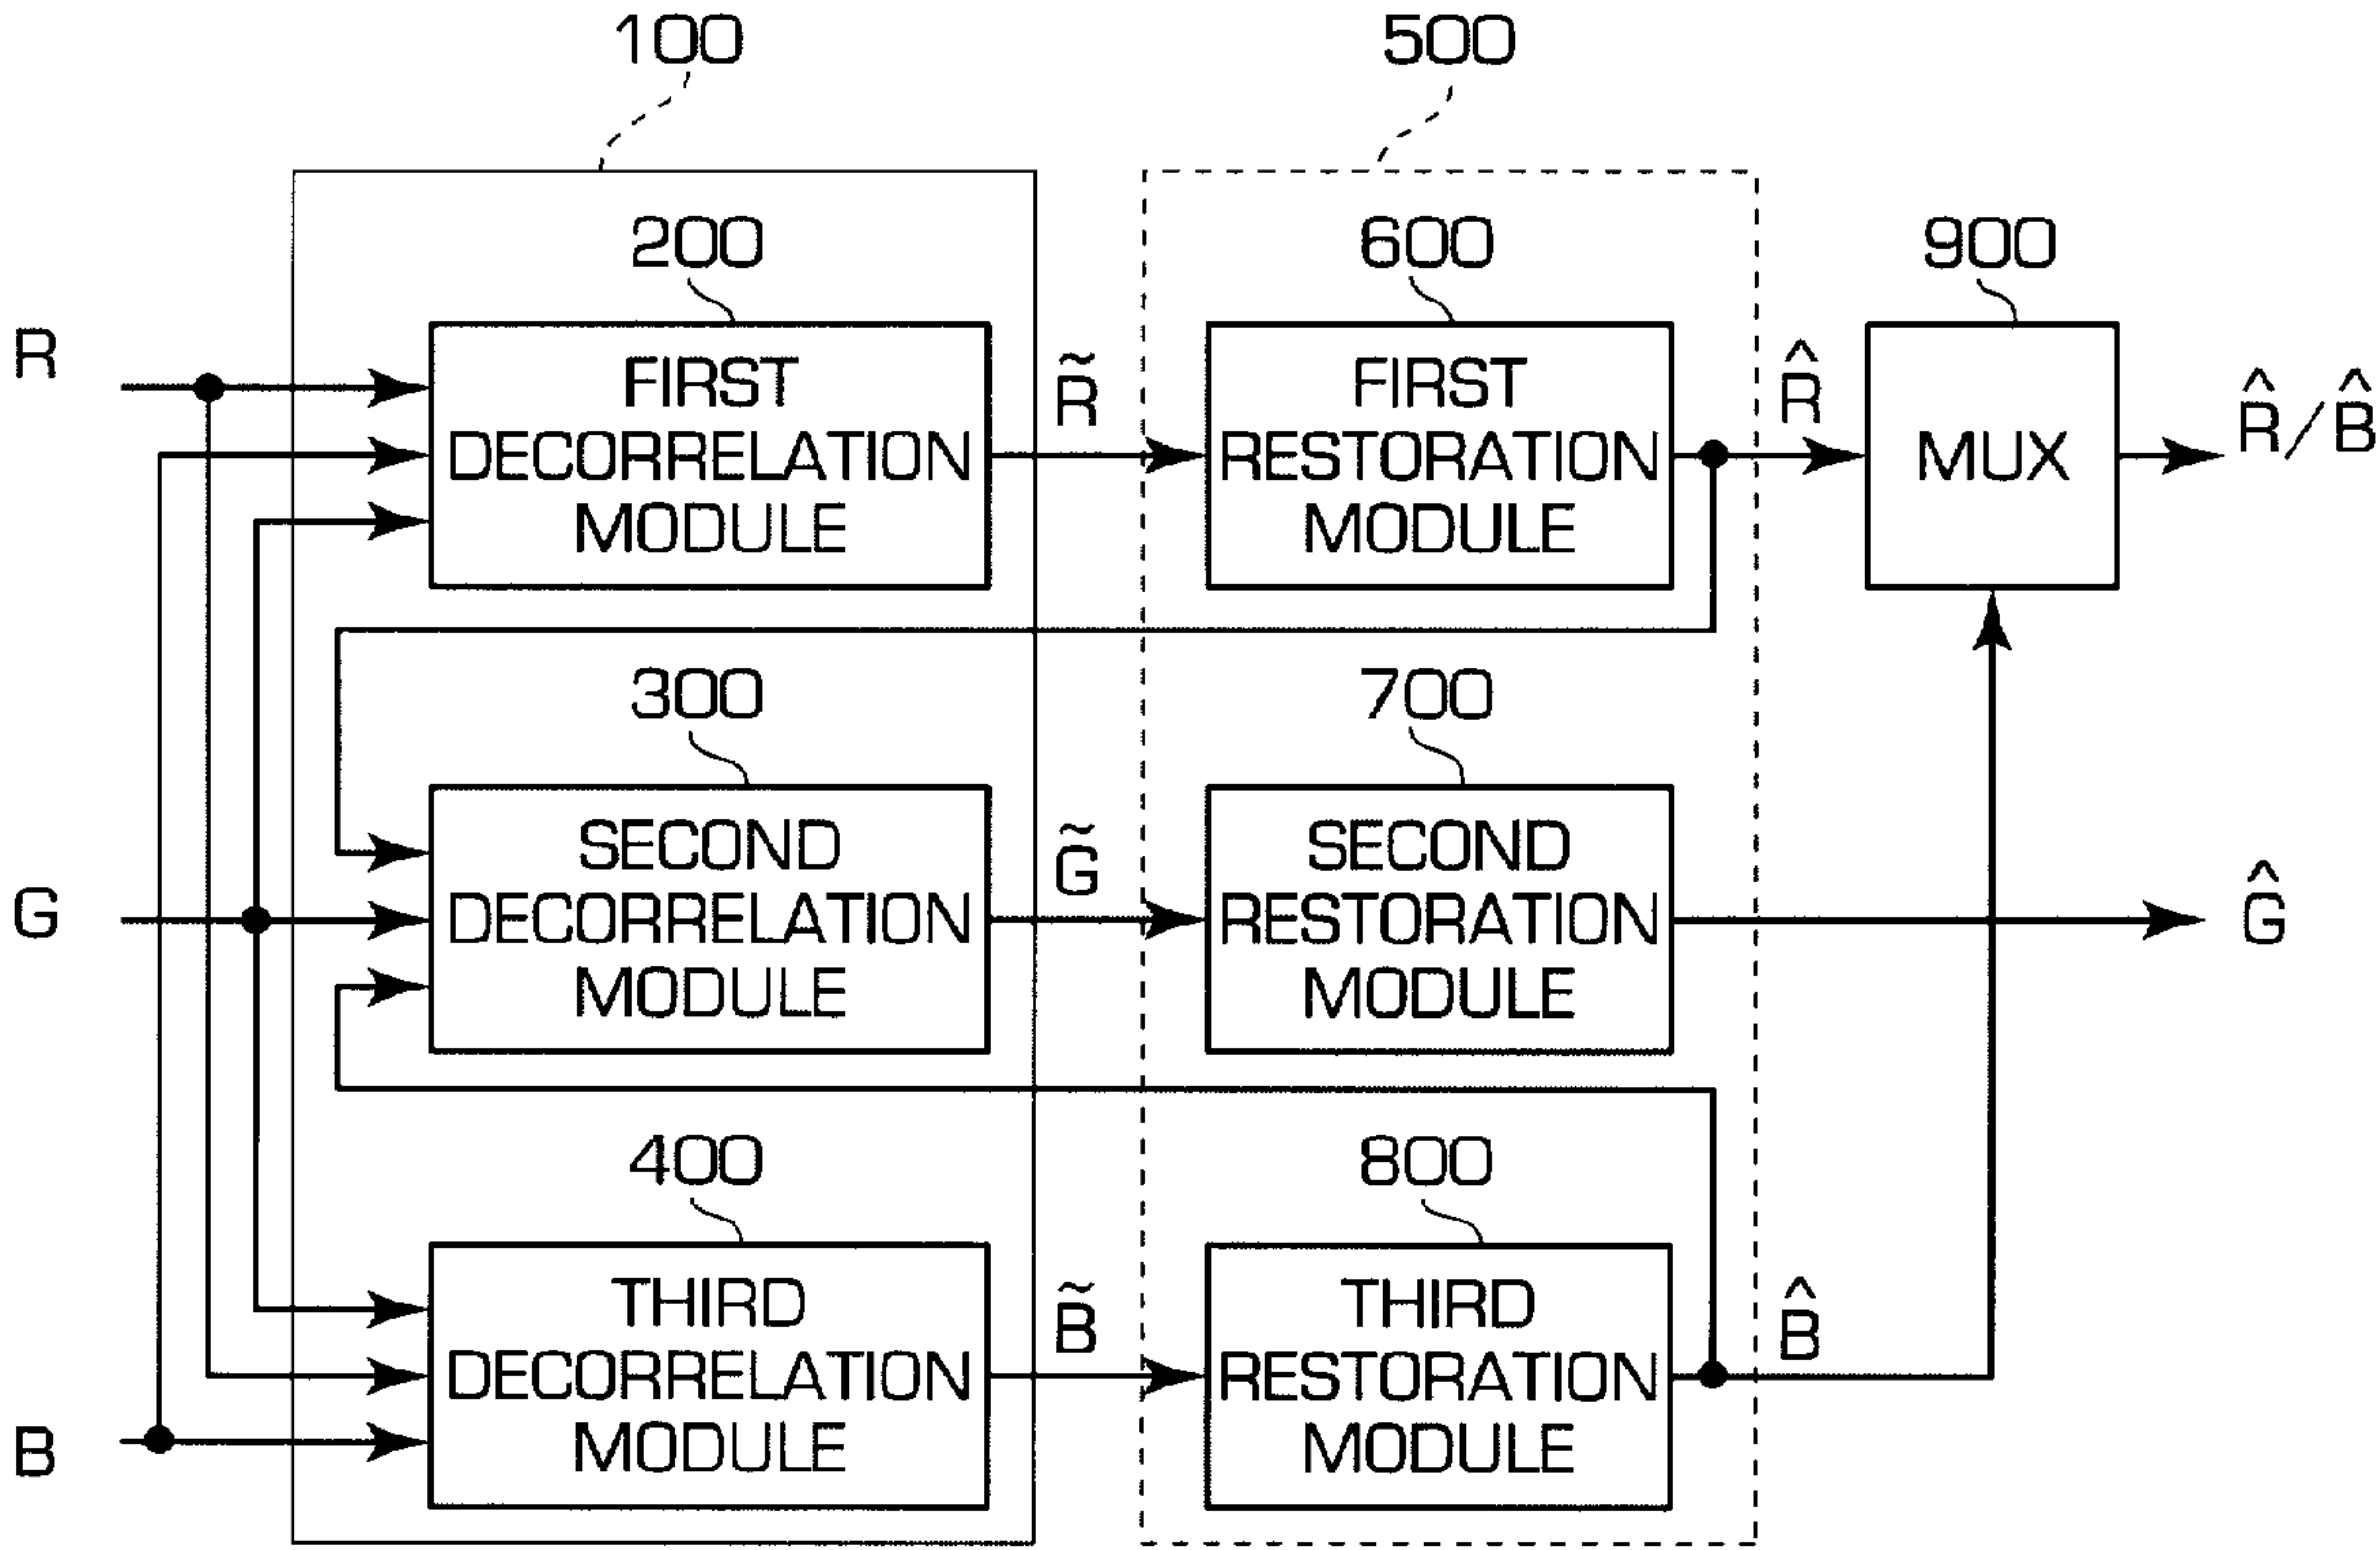 100
500
200
600
900
R
FIRST
DECORRELATION
MODULE
R̃
FIRST
RESTORATION
MODULE
R̂
MUX
R̂/B̂
300
700
G
SECOND
DECORRELATION
MODULE
G̃
SECOND
RESTORATION
MODULE
Ĝ
400
800
B
THIRD
DECORRELATION
MODULE
B̃
THIRD
RESTORATION
MODULE
B̂